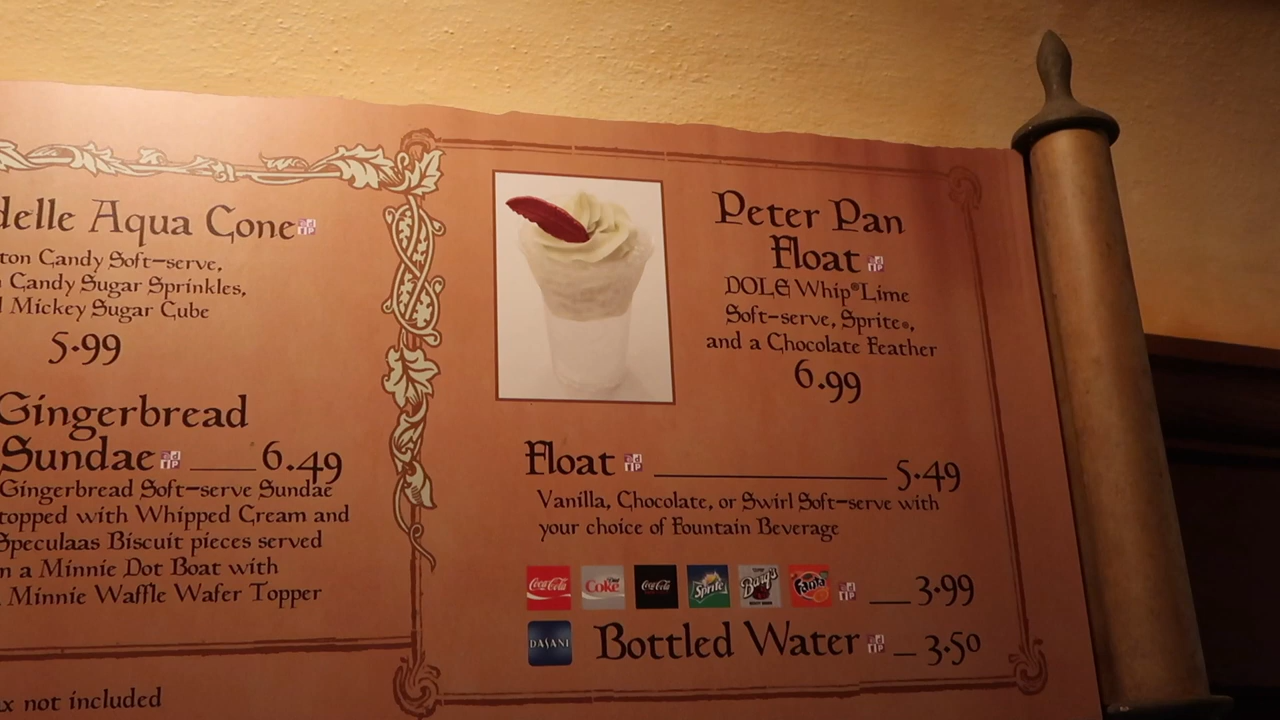 Aqua Cone
Candy Soft-serve,
Candy Sugar Sprinkles,
Mickey Sugar Cube
5.99
Gingerbread
Sundae 6.49
Gingerbread Soft-serve Sundae
topped with Whipped Cream and
Speculaas Biscuit pieces served
a Minnie Dot Boat with
Minnie Waffle Wafer Topper
not included
Peter Pan
Float
DOLE Whip® Lime
Soft-serve, Sprite®,
and a Chocolate Feather
6.99
Float 5.49
Vanilla, Chocolate, or Swirl Soft-serve with
your choice of Fountain Beverage
Coca-Cola Diet Coke Coca-Cola Sprite Barq's Fanta 3.99
DASANI Bottled Water 3.50